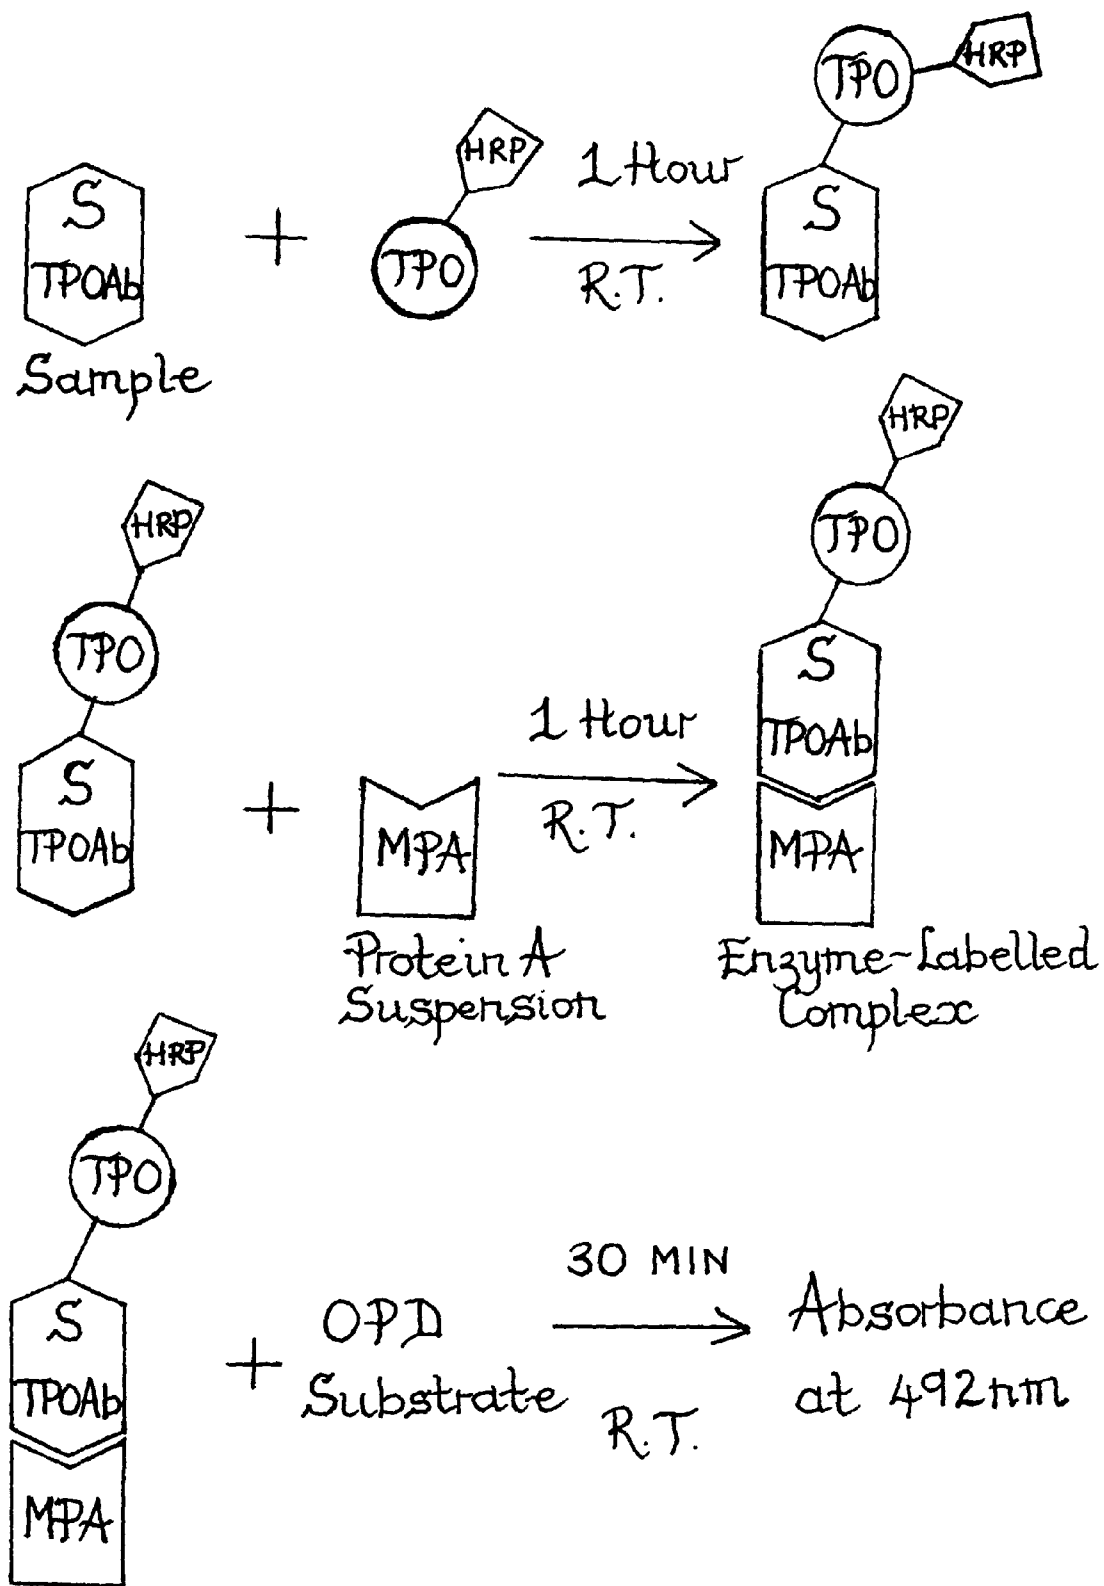 S
TPOAb
Sample
+
HRP
TPO
1 Hour
R.T.
HRP
TPO
S
TPOAb
HRP
TPO
S
TPOAb
+
MPA
Protein A
Suspension
1 Hour
R.T.
HRP
TPO
S
TPOAb
MPA
Enzyme-Labelled
Complex
HRP
TPO
S
TPOAb
MPA
+
OPD
Substrate
30 MIN
R.T.
Absorbance
at 492nm